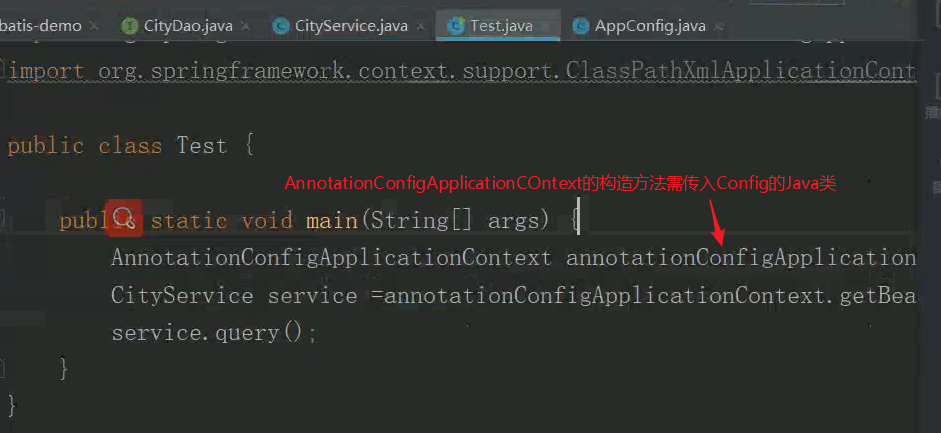 batis-demo × CityDao.java × CityService.java × Test.java × AppConfig.java ×
import org.springframework.context.support.ClassPathXmlApplicationCont
public class Test {
AnnotationConfigApplicationCOntext的构造方法需传入Config的Java类
public static void main(String[] args) {
AnnotationConfigApplicationContext annotationConfigApplication
CityService service =annotationConfigApplicationContext.getBea
service.query();
}
}